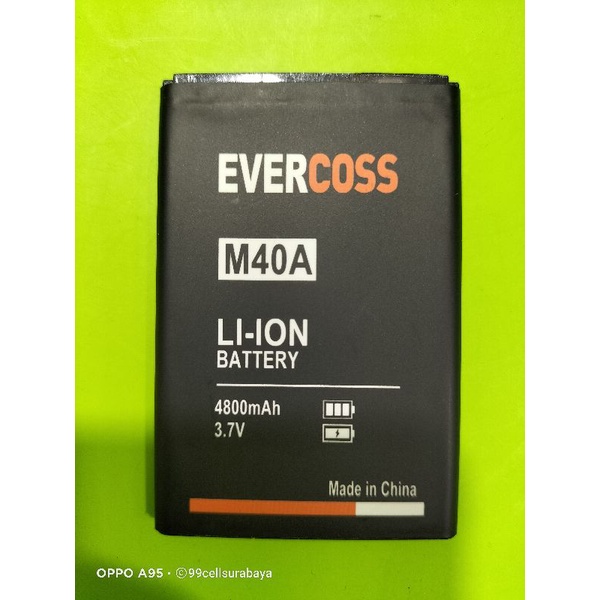 EVERCOSS
M40A
LI-ION
BATTERY
4800mAh
3.7V
Made in China
OPPO A95 · ©99cellsurabaya